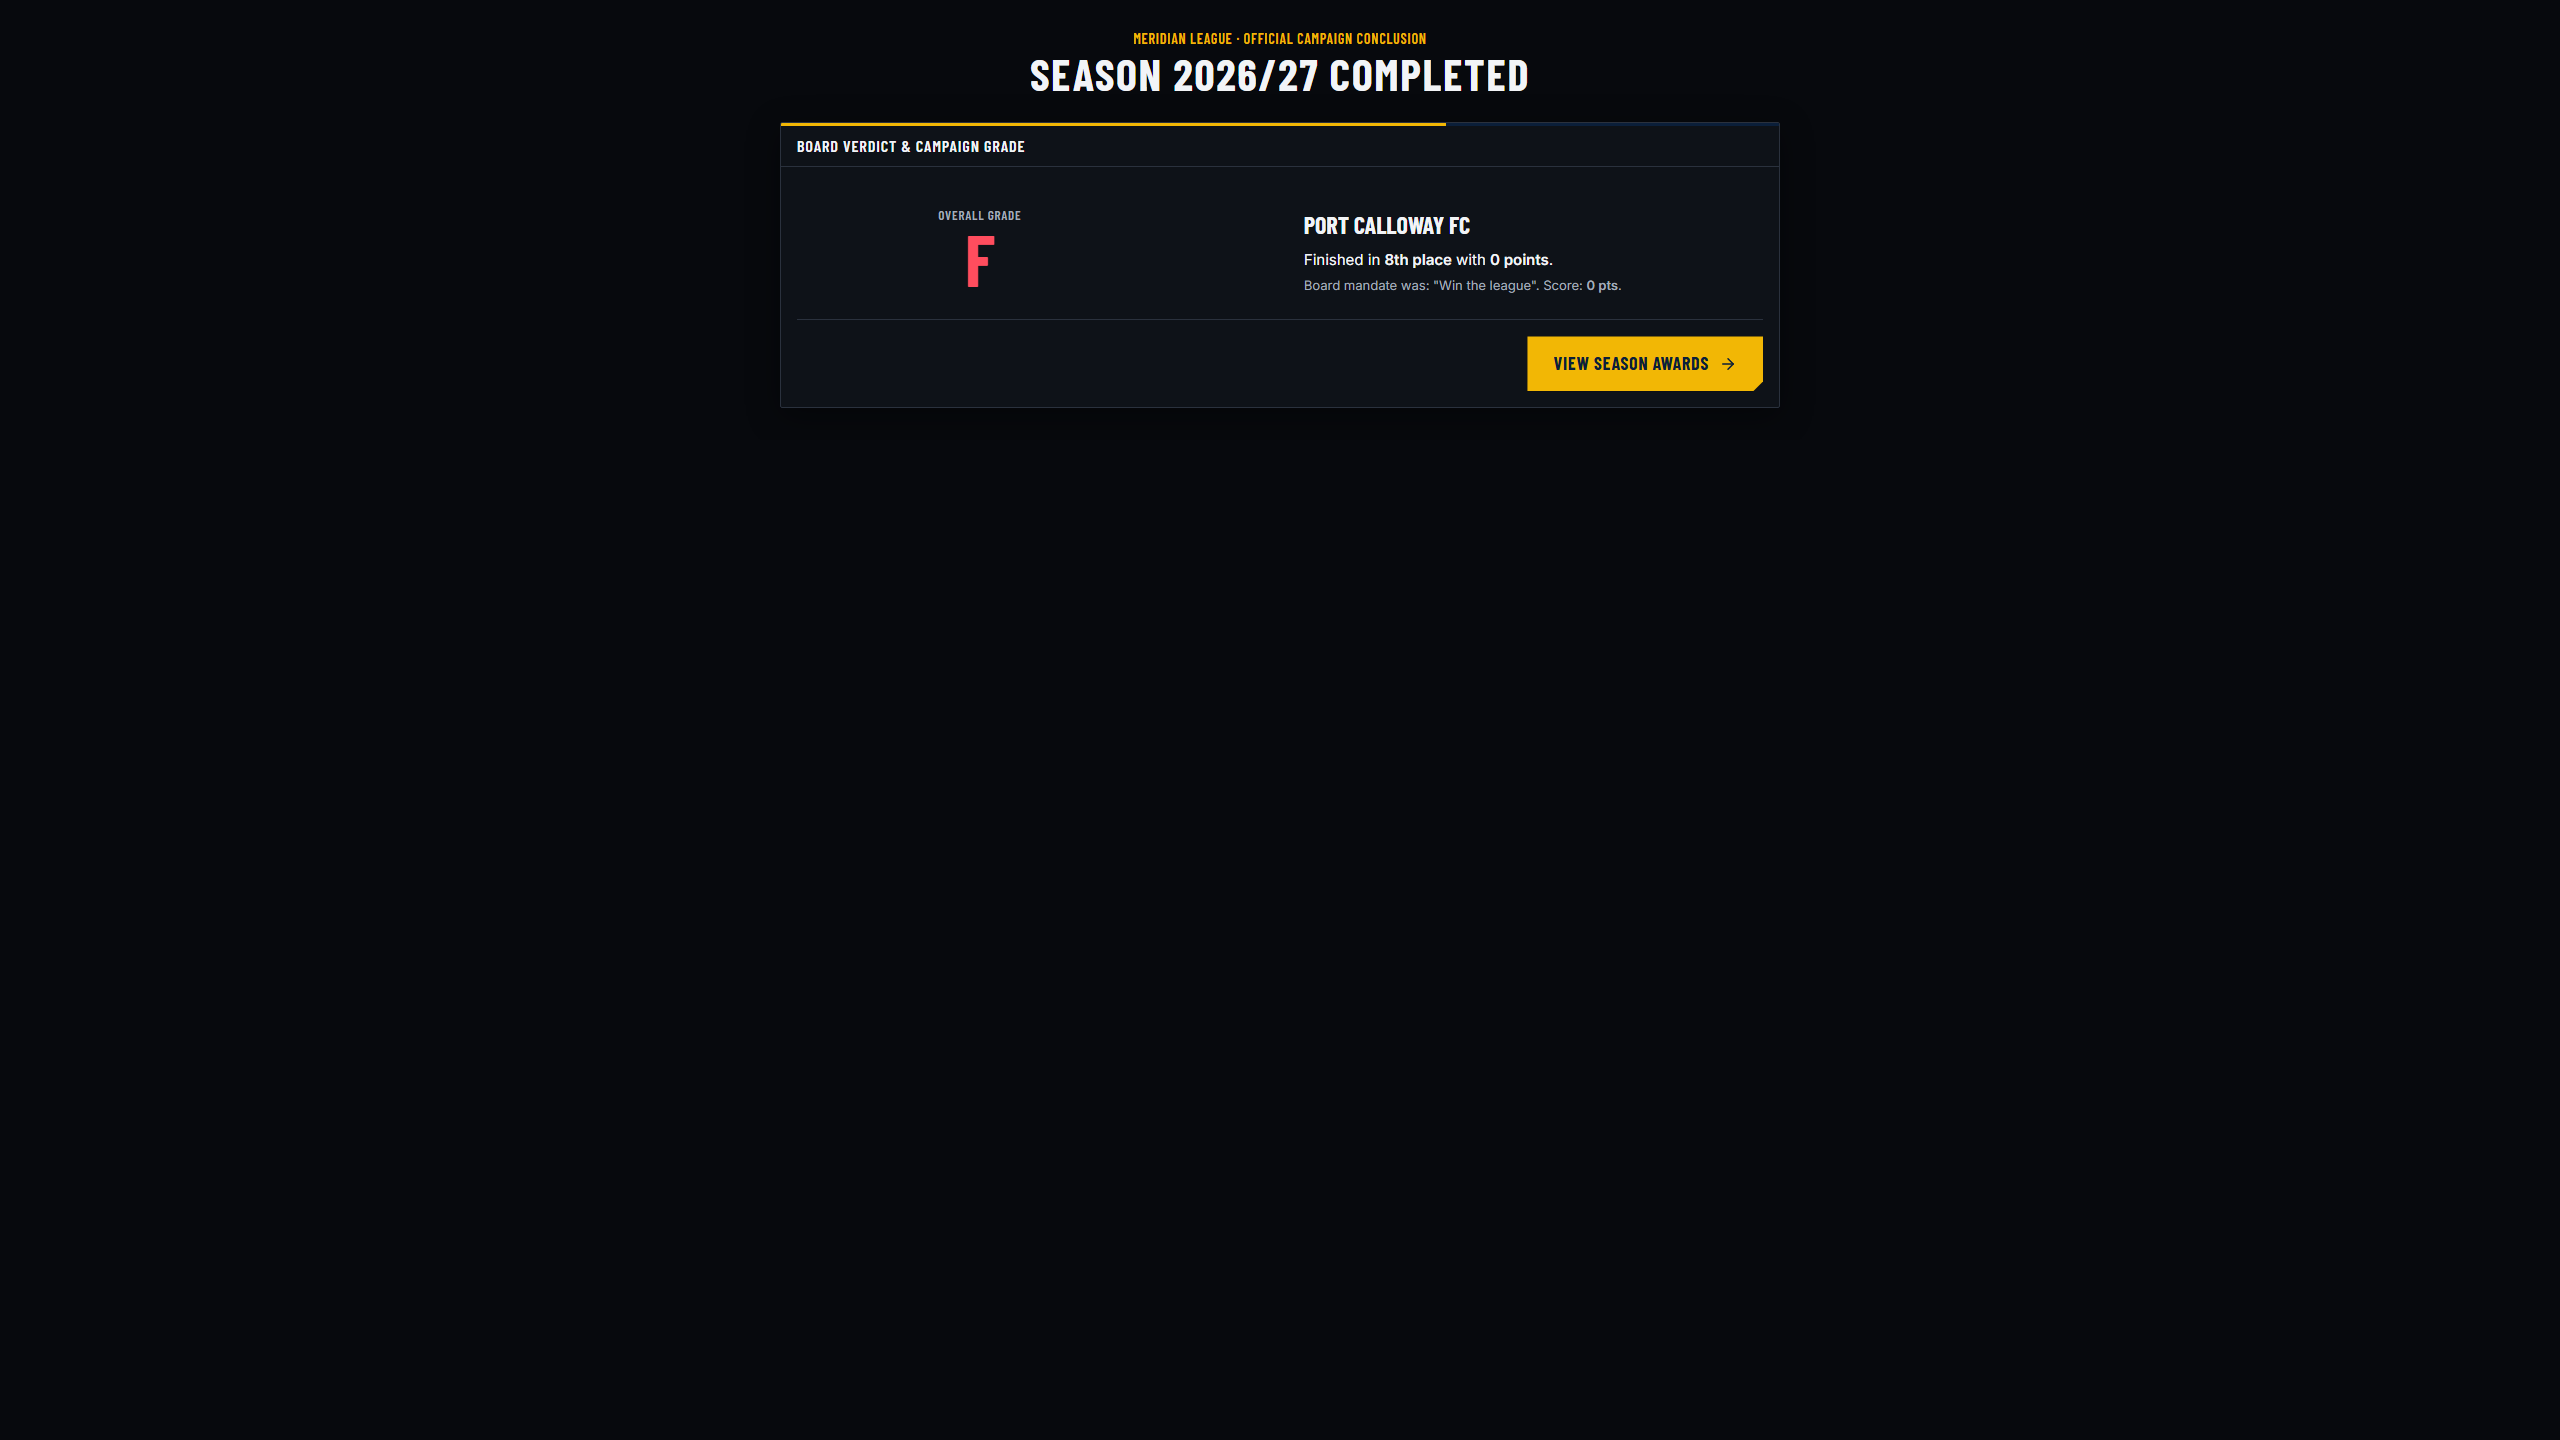 MERIDIAN LEAGUE · OFFICIAL CAMPAIGN CONCLUSION
SEASON 2026/27 COMPLETED
BOARD VERDICT & CAMPAIGN GRADE
OVERALL GRADE
F
PORT CALLOWAY FC
Finished in 8th place with 0 points.
Board mandate was: "Win the league". Score: 0 pts.
VIEW SEASON AWARDS →